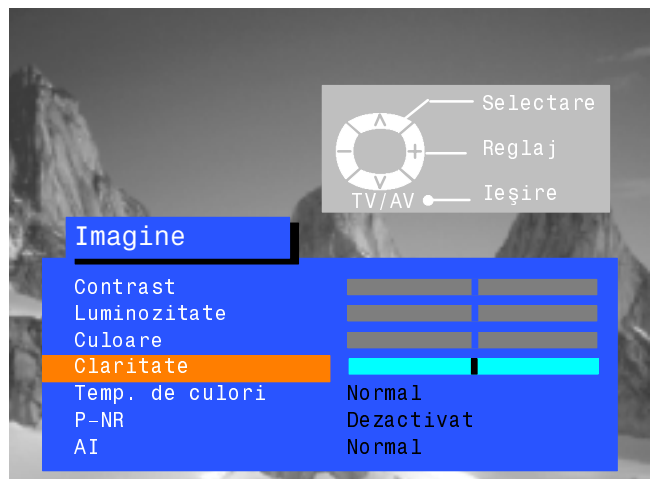 Selectare
Reglaj
Ieşire
TV/AV
Imagine
Contrast
Luminozitate
Culoare
Claritate
Temp. de culori Normal
P-NR Dezactivat
AI Normal